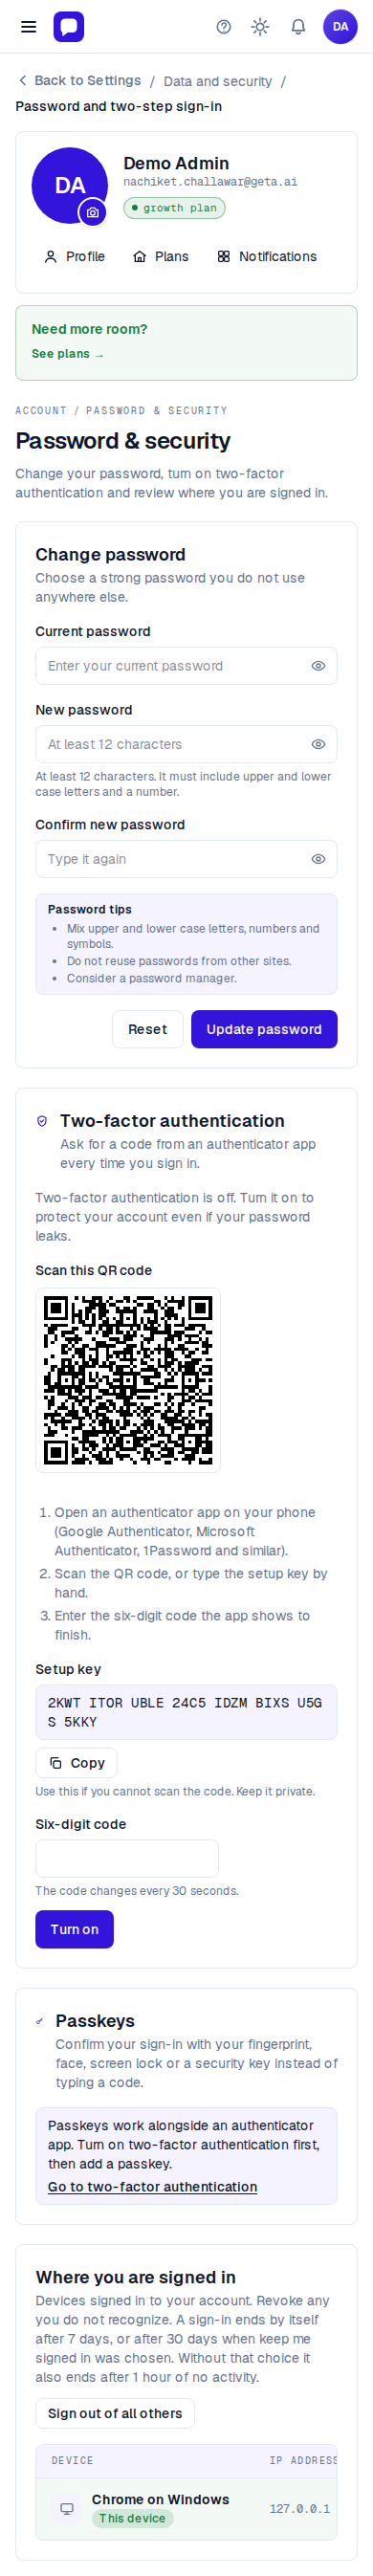 DA
Back to Settings / Data and security /
Password and two-step sign-in
DA
Demo Admin
nachiket.challawar@geta.ai
growth plan
Profile Plans Notifications
Need more room?
See plans →
ACCOUNT / PASSWORD & SECURITY
Password & security
Change your password, turn on two-factor
authentication and review where you are signed in.
Change password
Choose a strong password you do not use
anywhere else.
Current password
Enter your current password
New password
At least 12 characters
At least 12 characters. It must include upper and lower
case letters and a number.
Confirm new password
Type it again
Password tips
• Mix upper and lower case letters, numbers and
symbols.
• Do not reuse passwords from other sites.
• Consider a password manager.
Reset Update password
Two-factor authentication
Ask for a code from an authenticator app
every time you sign in.
Two-factor authentication is off. Turn it on to
protect your account even if your password
leaks.
Scan this QR code
1. Open an authenticator app on your phone
(Google Authenticator, Microsoft
Authenticator, 1Password and similar).
2. Scan the QR code, or type the setup key by
hand.
3. Enter the six-digit code the app shows to
finish.
Setup key
2KWT ITOR UBLE 24C5 IDZM BIXS U5G
S 5KKY
Copy
Use this if you cannot scan the code. Keep it private.
Six-digit code
The code changes every 30 seconds.
Turn on
Passkeys
Confirm your sign-in with your fingerprint,
face, screen lock or a security key instead of
typing a code.
Passkeys work alongside an authenticator
app. Turn on two-factor authentication first,
then add a passkey.
Go to two-factor authentication
Where you are signed in
Devices signed in to your account. Revoke any
you do not recognize. A sign-in ends by itself
after 7 days, or after 30 days when keep me
signed in was chosen. Without that choice it
also ends after 1 hour of no activity.
Sign out of all others
DEVICE IP ADDRESS
Chrome on Windows 127.0.0.1
This device